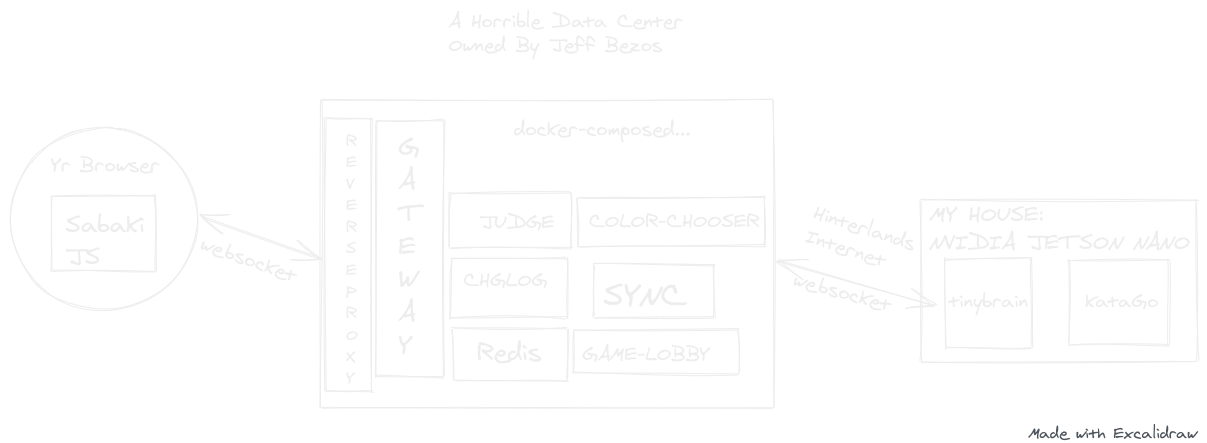 A Horrible Data Center
Owned By Jeff Bezos
docker-composed...
Yr Browser
Sabaki
JS
websocket
REVERSEPROXY
GATEWAY
JUDGE
COLOR-CHOOSER
CHGLOG
SYNC
Redis
GAME-LOBBY
Hinterlands
Internet
websocket
MY HOUSE:
NVIDIA JETSON NANO
tinybrain
kataGo
Made with Excalidraw